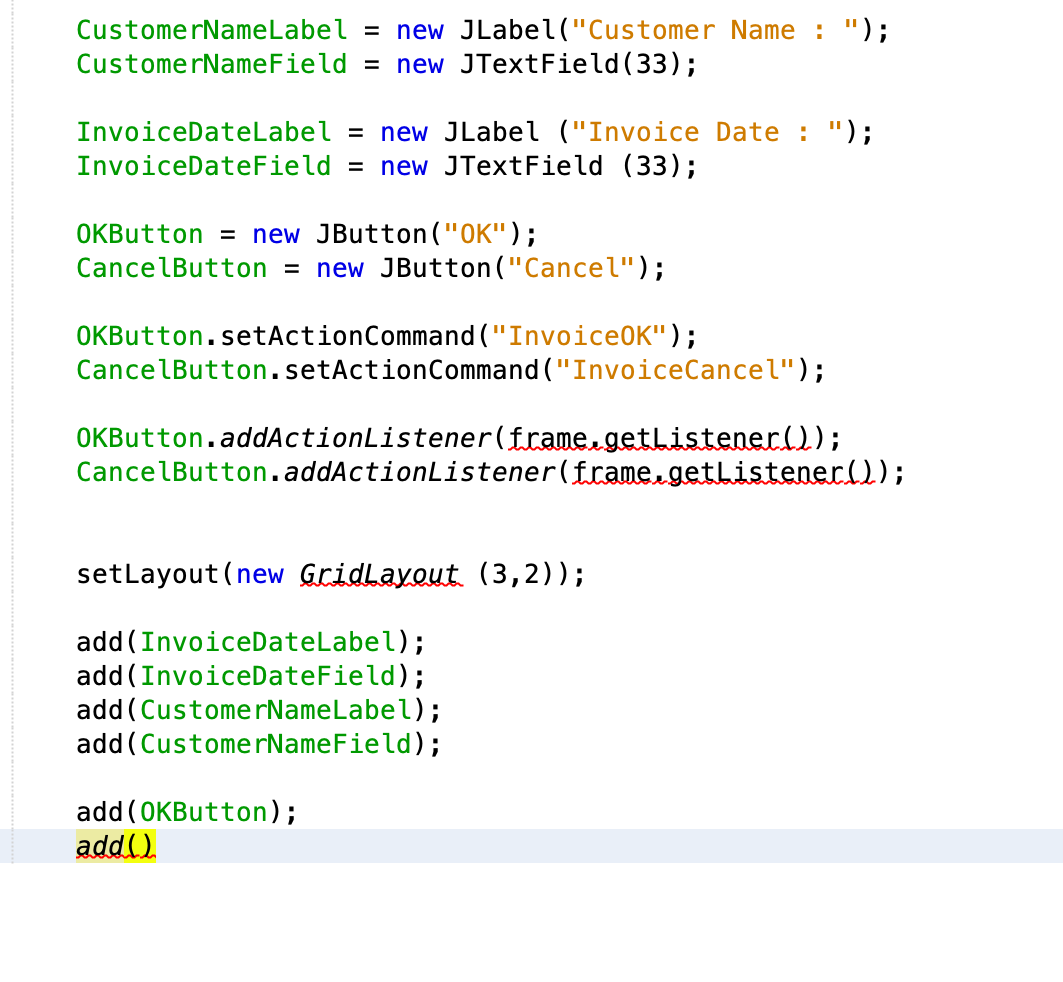 CustomerNameLabel = new JLabel("Customer Name : ");
CustomerNameField = new JTextField(33);
InvoiceDateLabel = new JLabel ("Invoice Date : ");
InvoiceDateField = new JTextField (33);
OKButton = new JButton("OK");
CancelButton = new JButton("Cancel");
OKButton.setActionCommand("InvoiceOK");
CancelButton.setActionCommand("InvoiceCancel");
OKButton.addActionListener(frame.getListener());
CancelButton.addActionListener(frame.getListener());
setLayout(new GridLayout (3,2));
add(InvoiceDateLabel);
add(InvoiceDateField);
add(CustomerNameLabel);
add(CustomerNameField);
add(OKButton);
add()